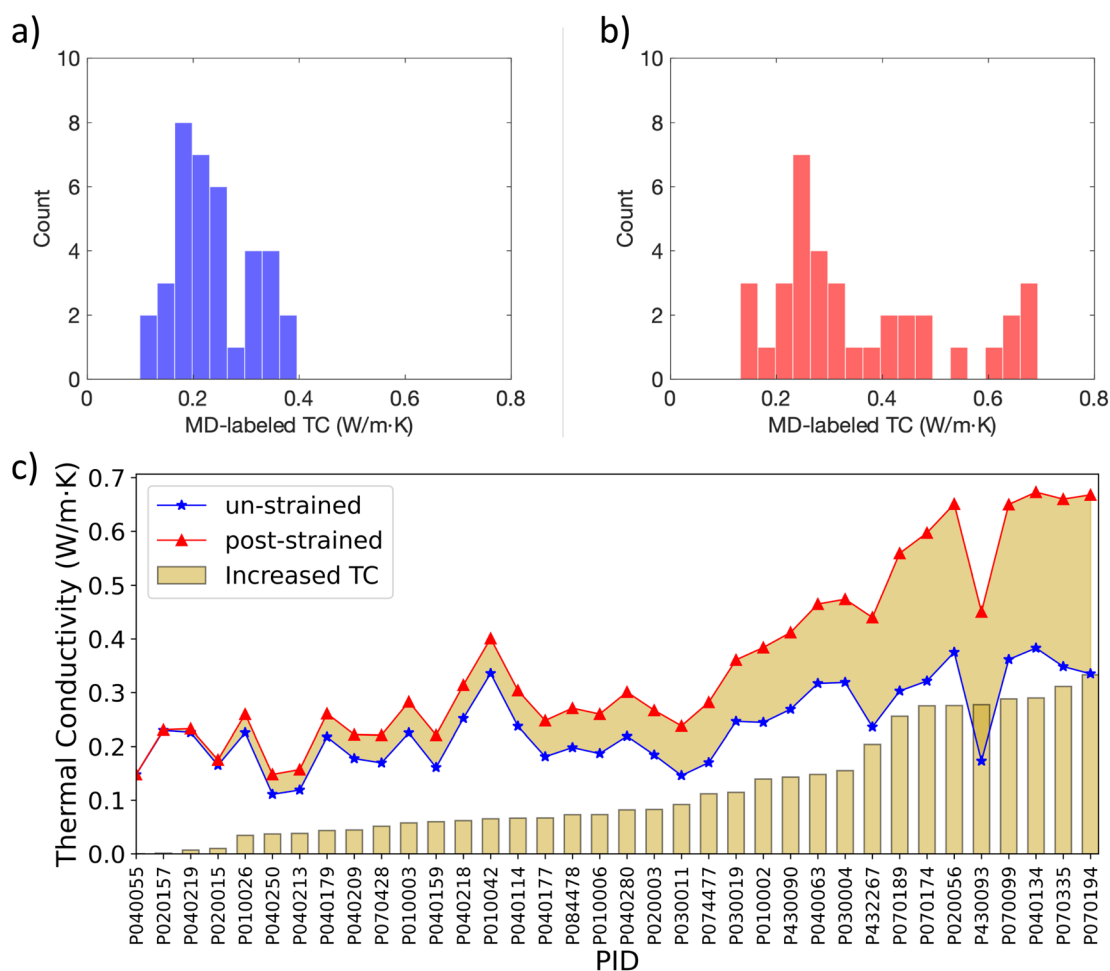 a)
10
8
6
4
2
0
Count
0
0.2
0.4
0.6
0.8
MD-labeled TC (W/m·K)
b)
10
8
6
4
2
0
Count
0
0.2
0.4
0.6
0.8
MD-labeled TC (W/m·K)
c)
0.7
0.6
0.5
0.4
0.3
0.2
0.1
0.0
Thermal Conductivity (W/m·K)
un-strained
post-strained
Increased TC
P040055
P020157
P040219
P020015
P010026
P040250
P040213
P040179
P040209
P070428
P010003
P040159
P040218
P010042
P040114
P040177
P084478
P010006
P040280
P020003
P030011
P074477
P030019
P010002
P430090
P040063
P030004
P432267
P070189
P070174
P020056
P430093
P070099
P040134
P070335
P070194
PID